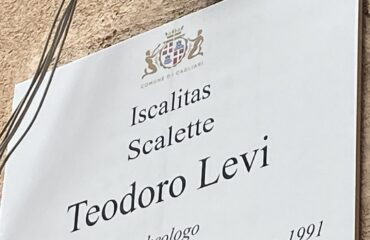 COMUNE DI CAGLIARI
Iscalitas
Scalette
Teodoro Levi
1991